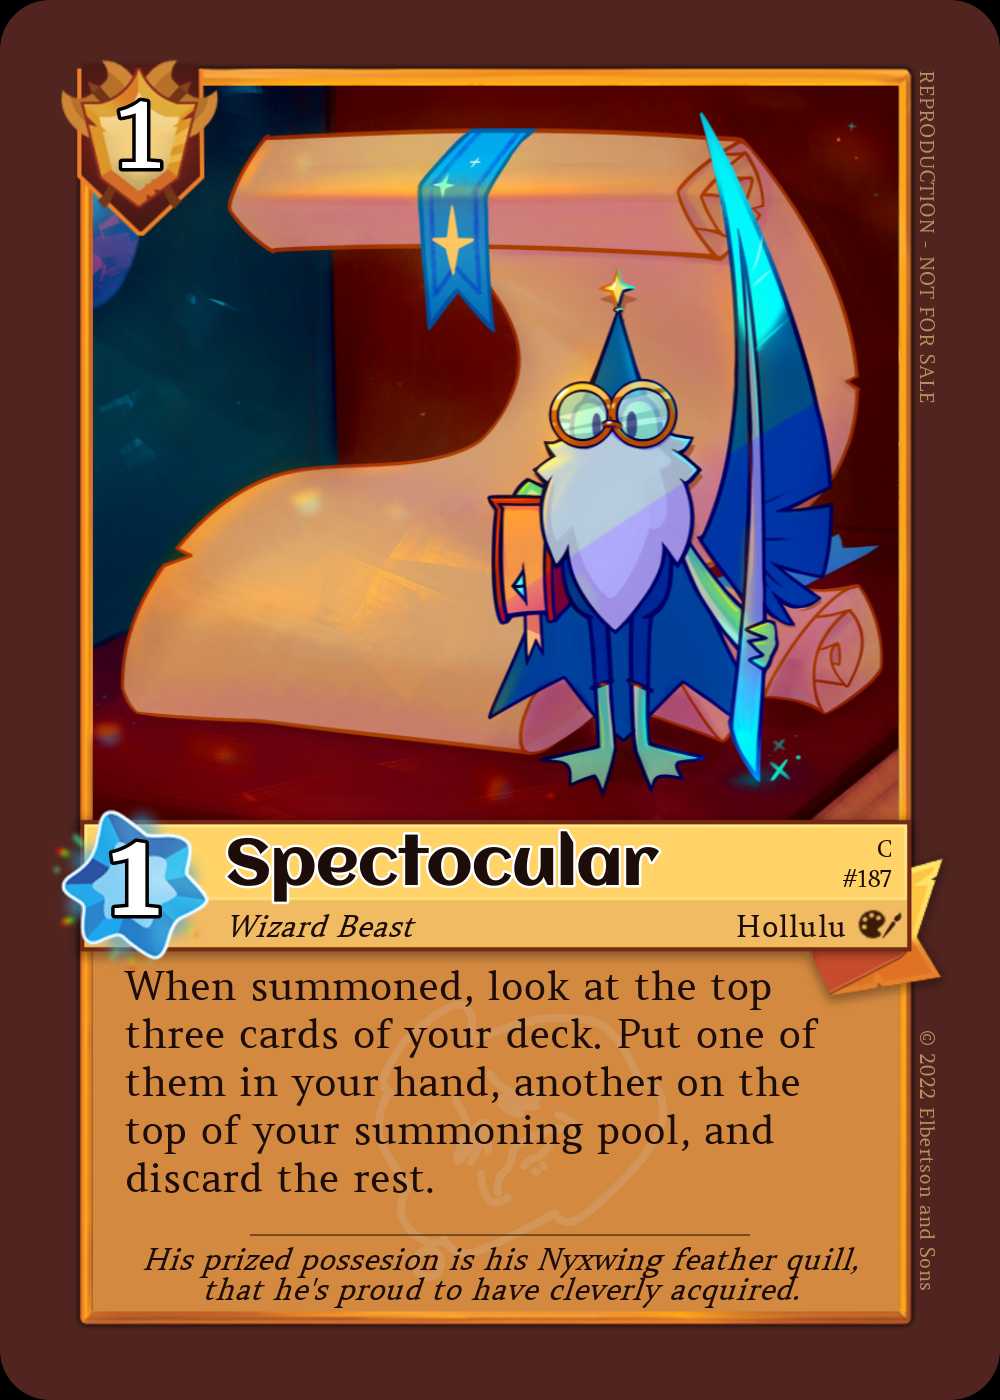 1
REPRODUCTION - NOT FOR SALE
1
Spectocular
C
#187
Wizard Beast
Hollulu
When summoned, look at the top
three cards of your deck. Put one of
them in your hand, another on the
top of your summoning pool, and
discard the rest.
His prized possesion is his Nyxwing feather quill,
that he's proud to have cleverly acquired.
© 2022 Elbertson and Sons